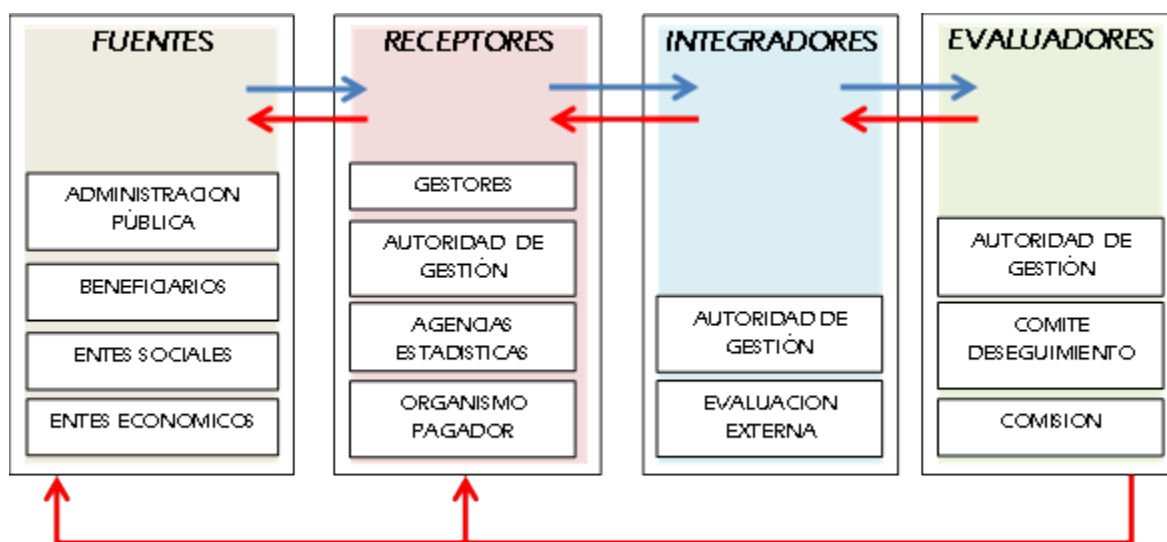 FUENTES
ADMINISTRACION
PÚBLICA
BENEFICIARIOS
ENTES SOCIALES
ENTES ECONOMICOS
RECEPTORES
GESTORES
AUTORIDAD DE
GESTIÓN
AGENCIAS
ESTADISTICAS
ORGANISMO
PAGADOR
INTEGRADORES
AUTORIDAD DE
GESTIÓN
EVALUACION
EXTERNA
EVALUADORES
AUTORIDAD DE
GESTIÓN
COMITE
DESEGUIMIENTO
COMISION